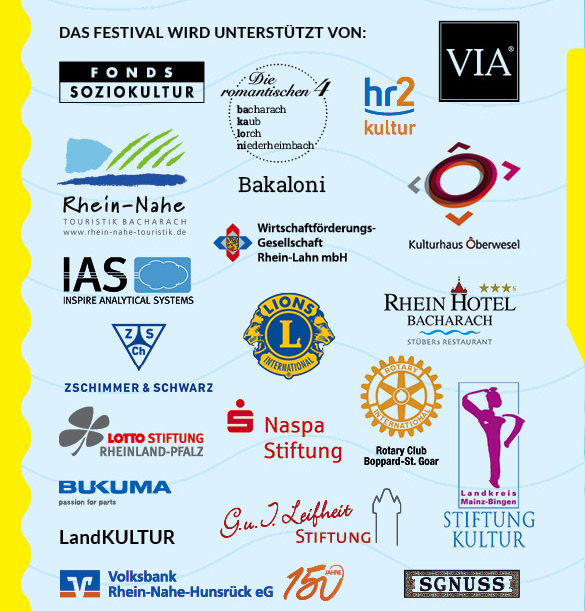 DAS FESTIVAL WIRD UNTERSTÜTZT VON:
FONDS
SOZIOKULTUR
Die
romantischen 4
bacharach
kaub
lorch
niederheimbach
Bakaloni
hr2
kultur
VIA®
Rhein-Nahe
TOURISTIK BACHARACH
www.rhein-nahe-touristik.de
Wirtschaftförderungs-
Gesellschaft
Rhein-Lahn mbH
Kulturhaus Oberwesel
IAS
INSPIRE ANALYTICAL SYSTEMS
LIONS
L
INTERNATIONAL
★★★S
RHEIN HOTEL
BACHARACH
STÜBERS RESTAURANT
Z S
Ch
ZSCHIMMER & SCHWARZ
LOTTO STIFTUNG
RHEINLAND-PFALZ
Naspa
Stiftung
ROTARY
INTERNATIONAL
Rotary Club
Boppard-St. Goar
Landkreis
Mainz-Bingen
STIFTUNG
KULTUR
BUKUMA
passion for parts
G.u.I. Leifheit
STIFTUNG
LandKULTUR
Volksbank
Rhein-Nahe-Hunsrück eG
150 JAHRE
SGNUSS